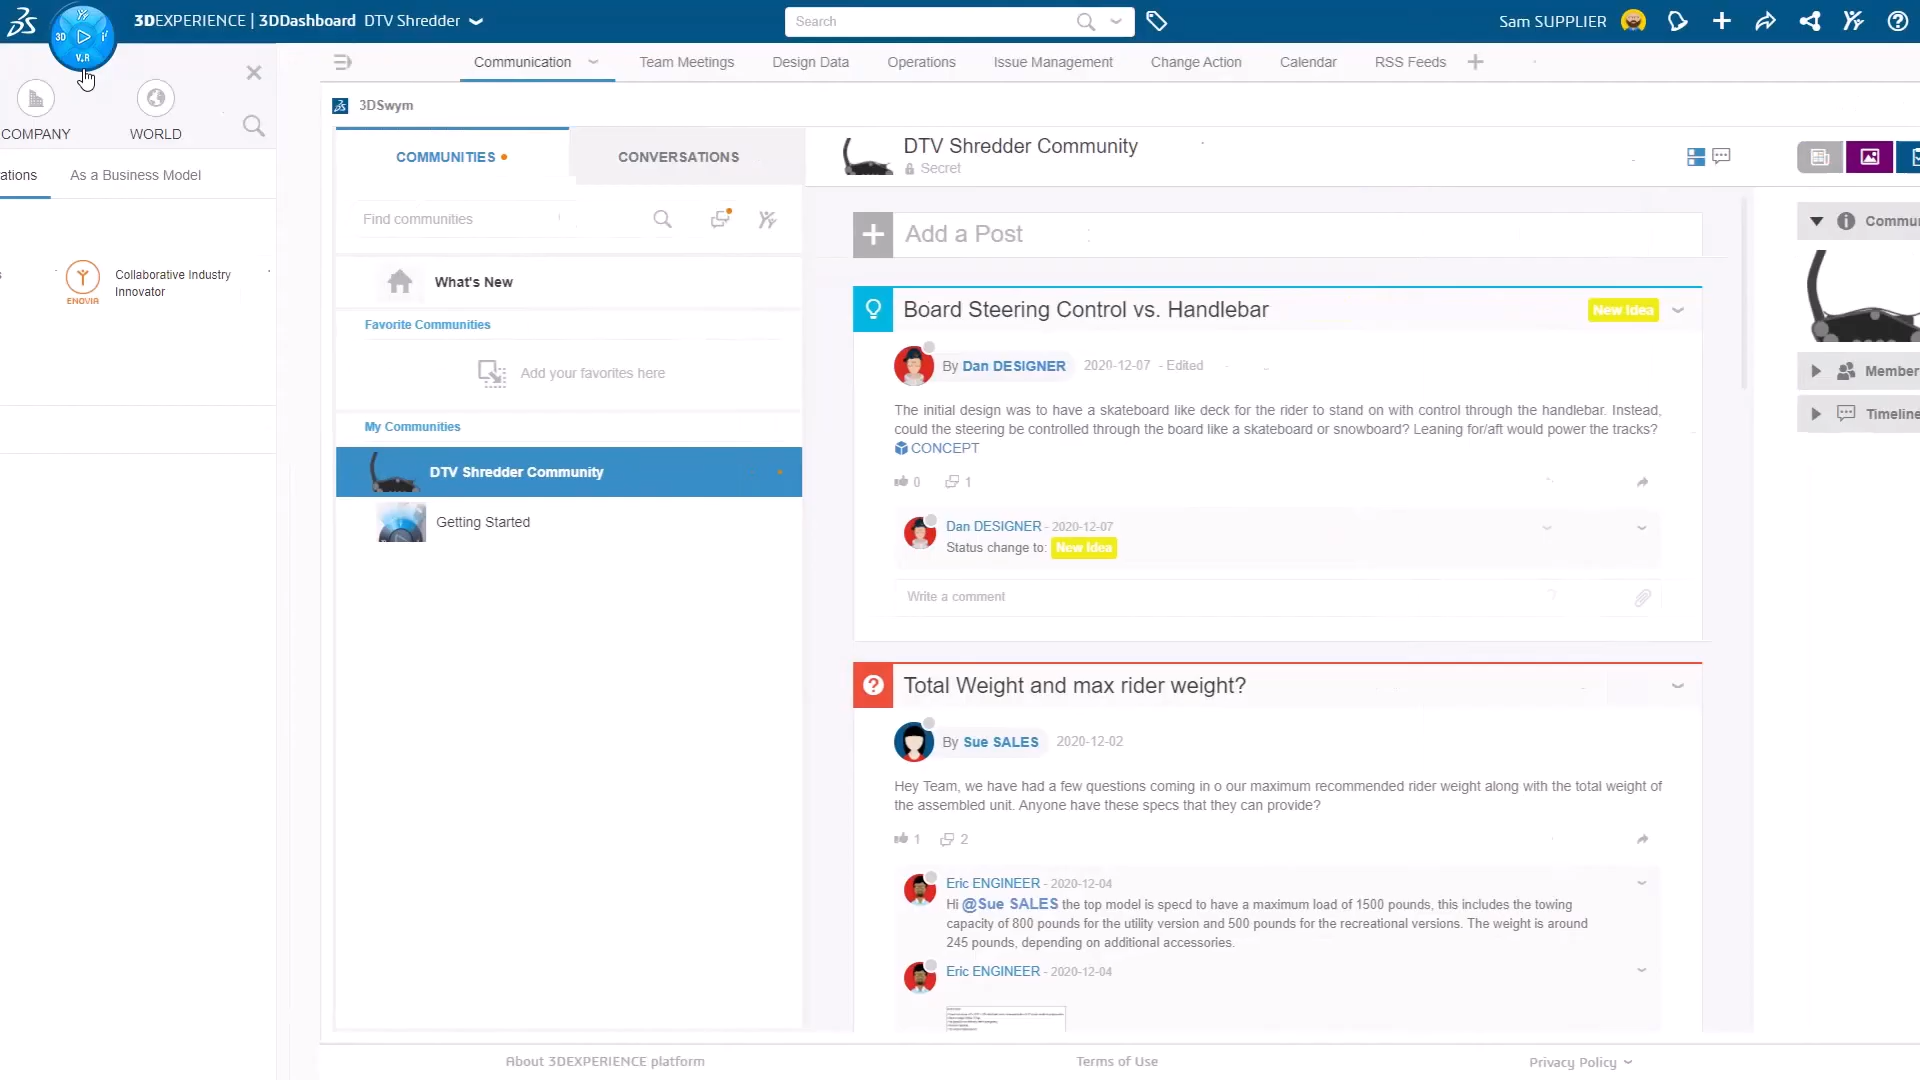 3DEXPERIENCE | 3DDashboard DTV Shredder
Search
Sam SUPPLIER
3D
V.R
COMPANY
WORLD
ations
As a Business Model
s
ENOVIA
Collaborative Industry
Innovator
Communication
Team Meetings
Design Data
Operations
Issue Management
Change Action
Calendar
RSS Feeds
3DSwym
COMMUNITIES
CONVERSATIONS
Find communities
What's New
Favorite Communities
Add your favorites here
My Communities
DTV Shredder Community
Getting Started
DTV Shredder Community
Secret
Add a Post
Board Steering Control vs. Handlebar
New Idea
By Dan DESIGNER 2020-12-07 - Edited
The initial design was to have a skateboard like deck for the rider to stand on with control through the handlebar. Instead,
could the steering be controlled through the board like a skateboard or snowboard? Leaning for/aft would power the tracks?
CONCEPT
0 1
Dan DESIGNER - 2020-12-07
Status change to: New Idea
Write a comment
Total Weight and max rider weight?
By Sue SALES 2020-12-02
Hey Team, we have had a few questions coming in o our maximum recommended rider weight along with the total weight of
the assembled unit. Anyone have these specs that they can provide?
1 2
Eric ENGINEER - 2020-12-04
Hi @Sue SALES the top model is specd to have a maximum load of 1500 pounds, this includes the towing
capacity of 800 pounds for the utility version and 500 pounds for the recreational versions. The weight is around
245 pounds, depending on additional accessories.
Eric ENGINEER - 2020-12-04
Commu
Member
Timeline
About 3DEXPERIENCE platform
Terms of Use
Privacy Policy